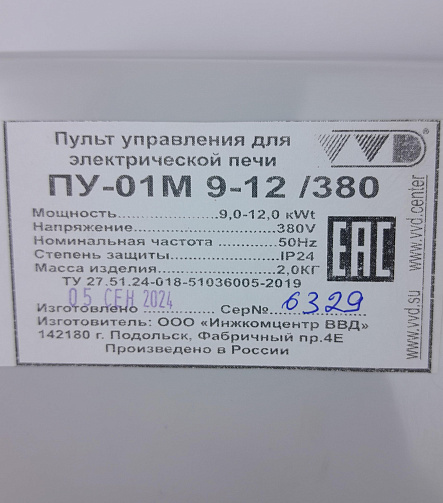 Пульт управления для
электрической печи
ПУ-01М 9-12 /380
Мощность..................9,0-12,0 kWt
Напряжение..........................380V
Номинальная частота ..........50Hz
Степень защиты...................IP24
Масса изделия.....................2,0КГ
ТУ 27.51.24-018-51036005-2019
05 СЕН 2024
Изготовлено.............Сер№ 6329
Изготовитель: ООО «Инжкомцентр ВВД»
142180 г. Подольск, Фабричный пр.4Е
Произведено в России
VVD®
EAC
www.vvd.su www.vvd.center